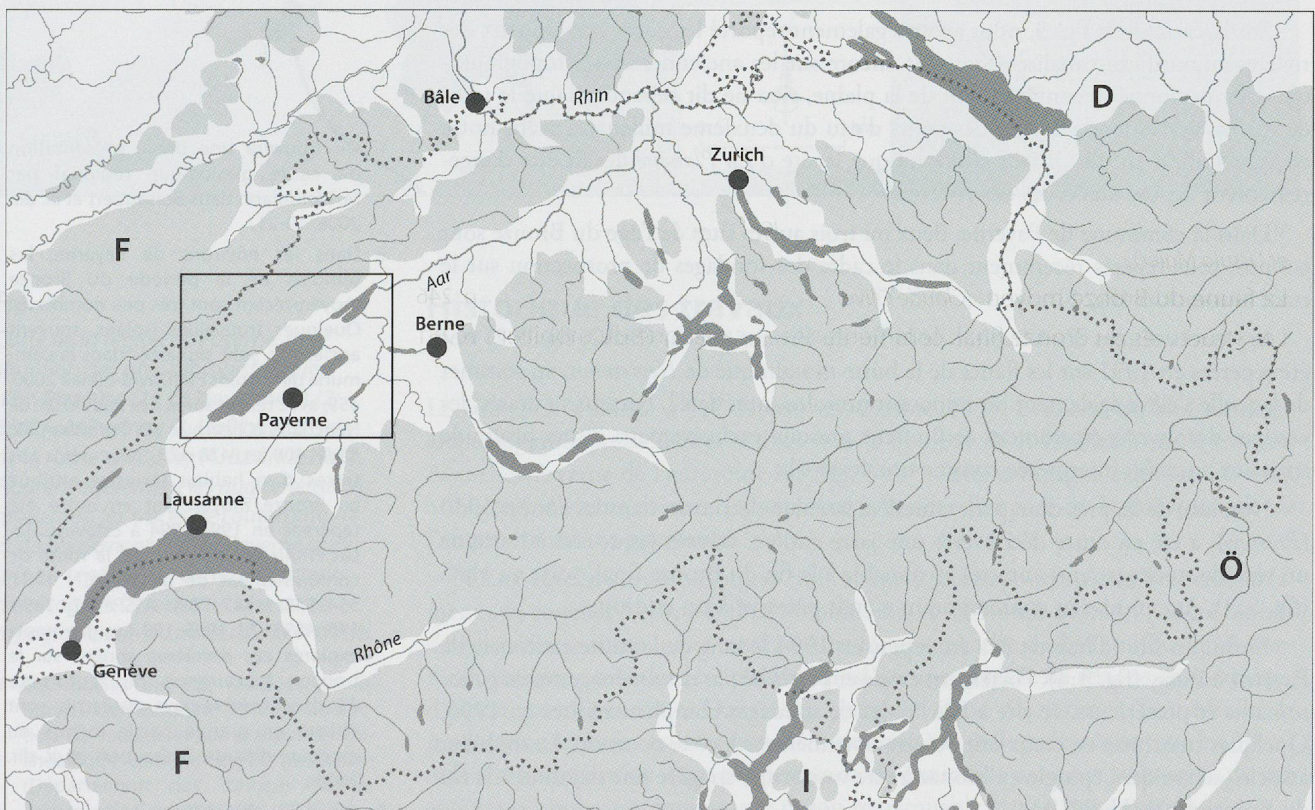 D
Bâle
Rhin
Zurich
F
Aar
Berne
Payerne
Lausanne
Ö
Rhône
Genève
F
I